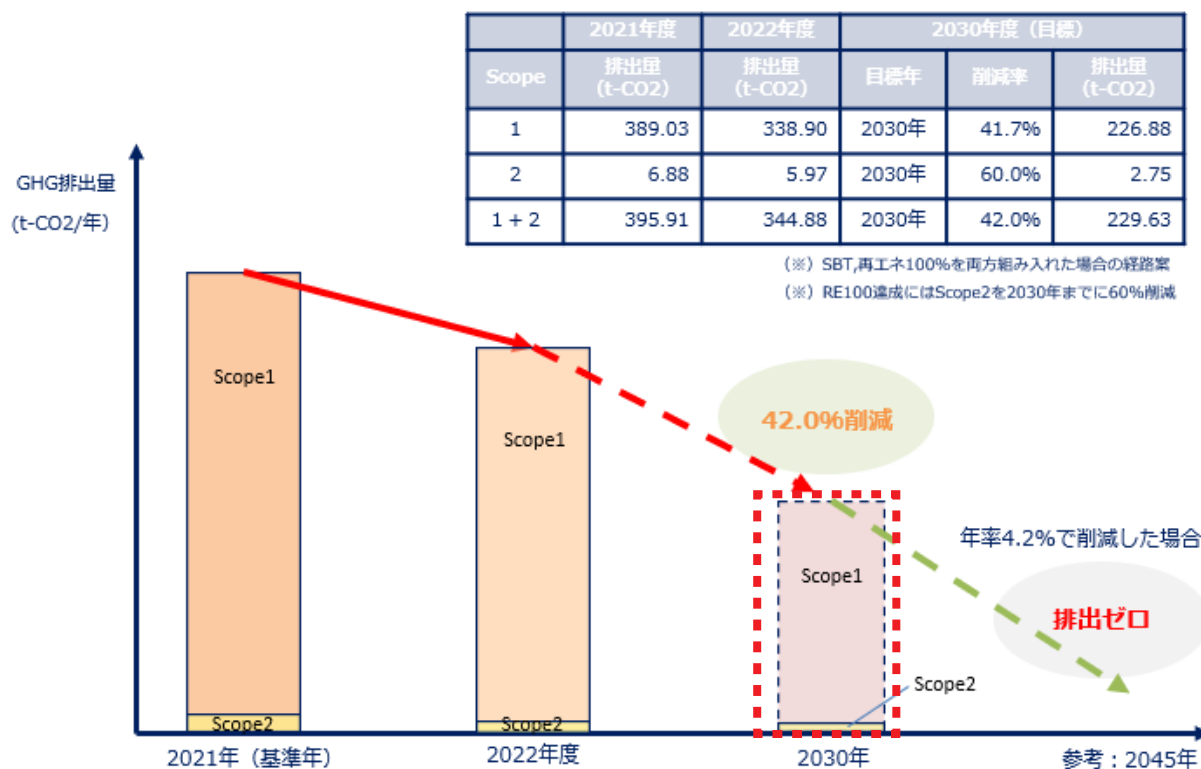 2021年度 2022年度 2030年度（目標）
Scope 排出量 (t-CO2) 排出量 (t-CO2) 目標年 削減率 排出量 (t-CO2)
1 389.03 338.90 2030年 41.7% 226.88
2 6.88 5.97 2030年 60.0% 2.75
1 + 2 395.91 344.88 2030年 42.0% 229.63
（※）SBT,再エネ100%を両方組み入れた場合の経路案
（※）RE100達成にはScope2を2030年までに60%削減
GHG排出量
(t-CO2/年）
Scope1
Scope1
42.0%削減
年率4.2%で削減した場合
Scope1
排出ゼロ
Scope2
Scope2
Scope2
2021年（基準年）
2022年度
2030年
参考：2045年